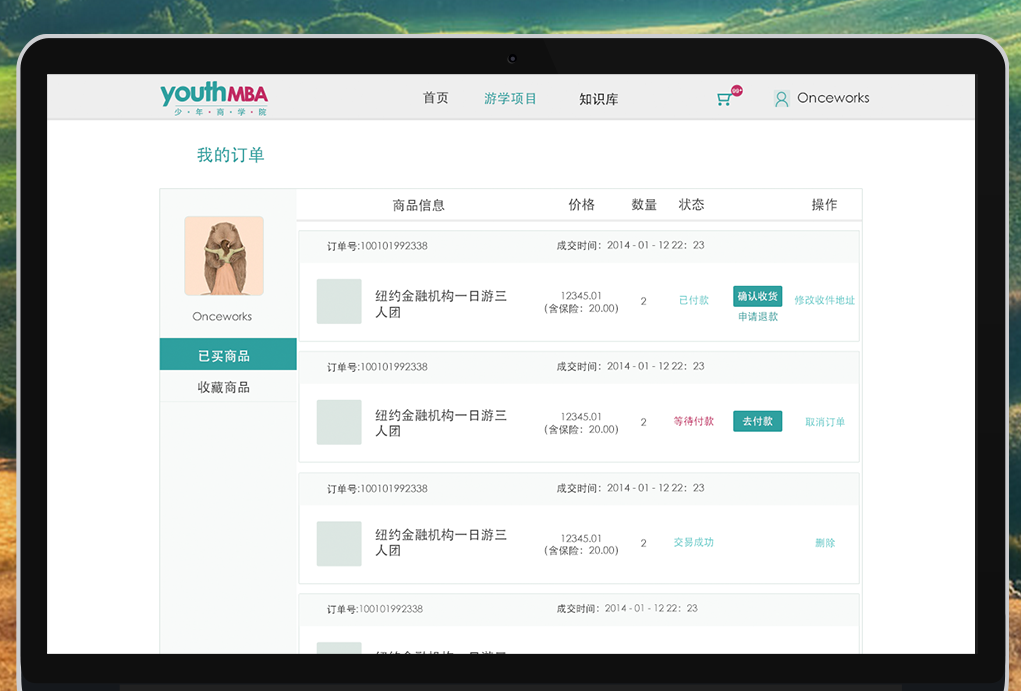 youthMBA
少·年·商·学·院
首页 游学项目 知识库 99+ Onceworks
我的订单
商品信息 价格 数量 状态 操作
Onceworks
已买商品
收藏商品
订单号:100101992338 成交时间：2014 - 01 - 12 22：23
纽约金融机构一日游三
人团
12345.01
(含保险：20.00)
2
已付款
确认收货
申请退款
修改收件地址
订单号:100101992338 成交时间：2014 - 01 - 12 22：23
纽约金融机构一日游三
人团
12345.01
(含保险：20.00)
2
等待付款
去付款
取消订单
订单号:100101992338 成交时间：2014 - 01 - 12 22：23
纽约金融机构一日游三
人团
12345.01
(含保险：20.00)
2
交易成功
删除
订单号:100101992338 成交时间：2014 - 01 - 12 22：23